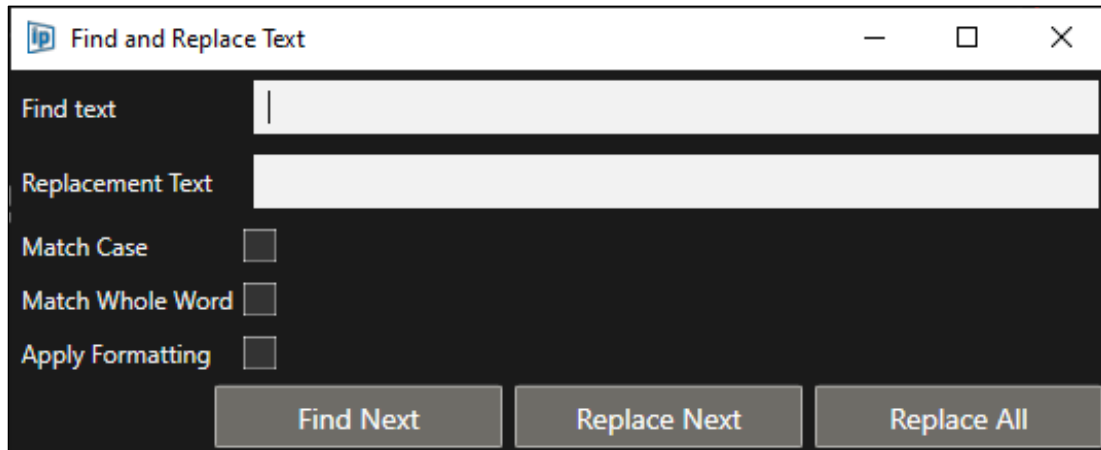 ip Find and Replace Text
Find text
Replacement Text
Match Case
Match Whole Word
Apply Formatting
Find Next Replace Next Replace All